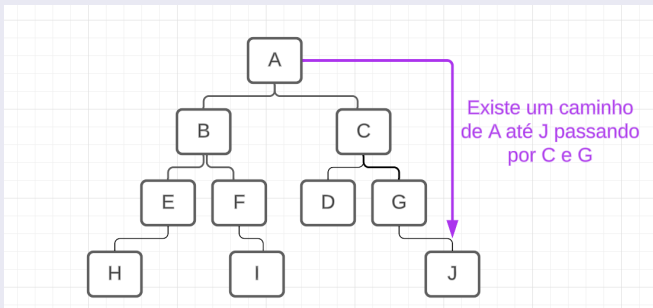 A
B
C
Existe um caminho
de A até J passando
por C e G
E
F
D
G
H
I
J